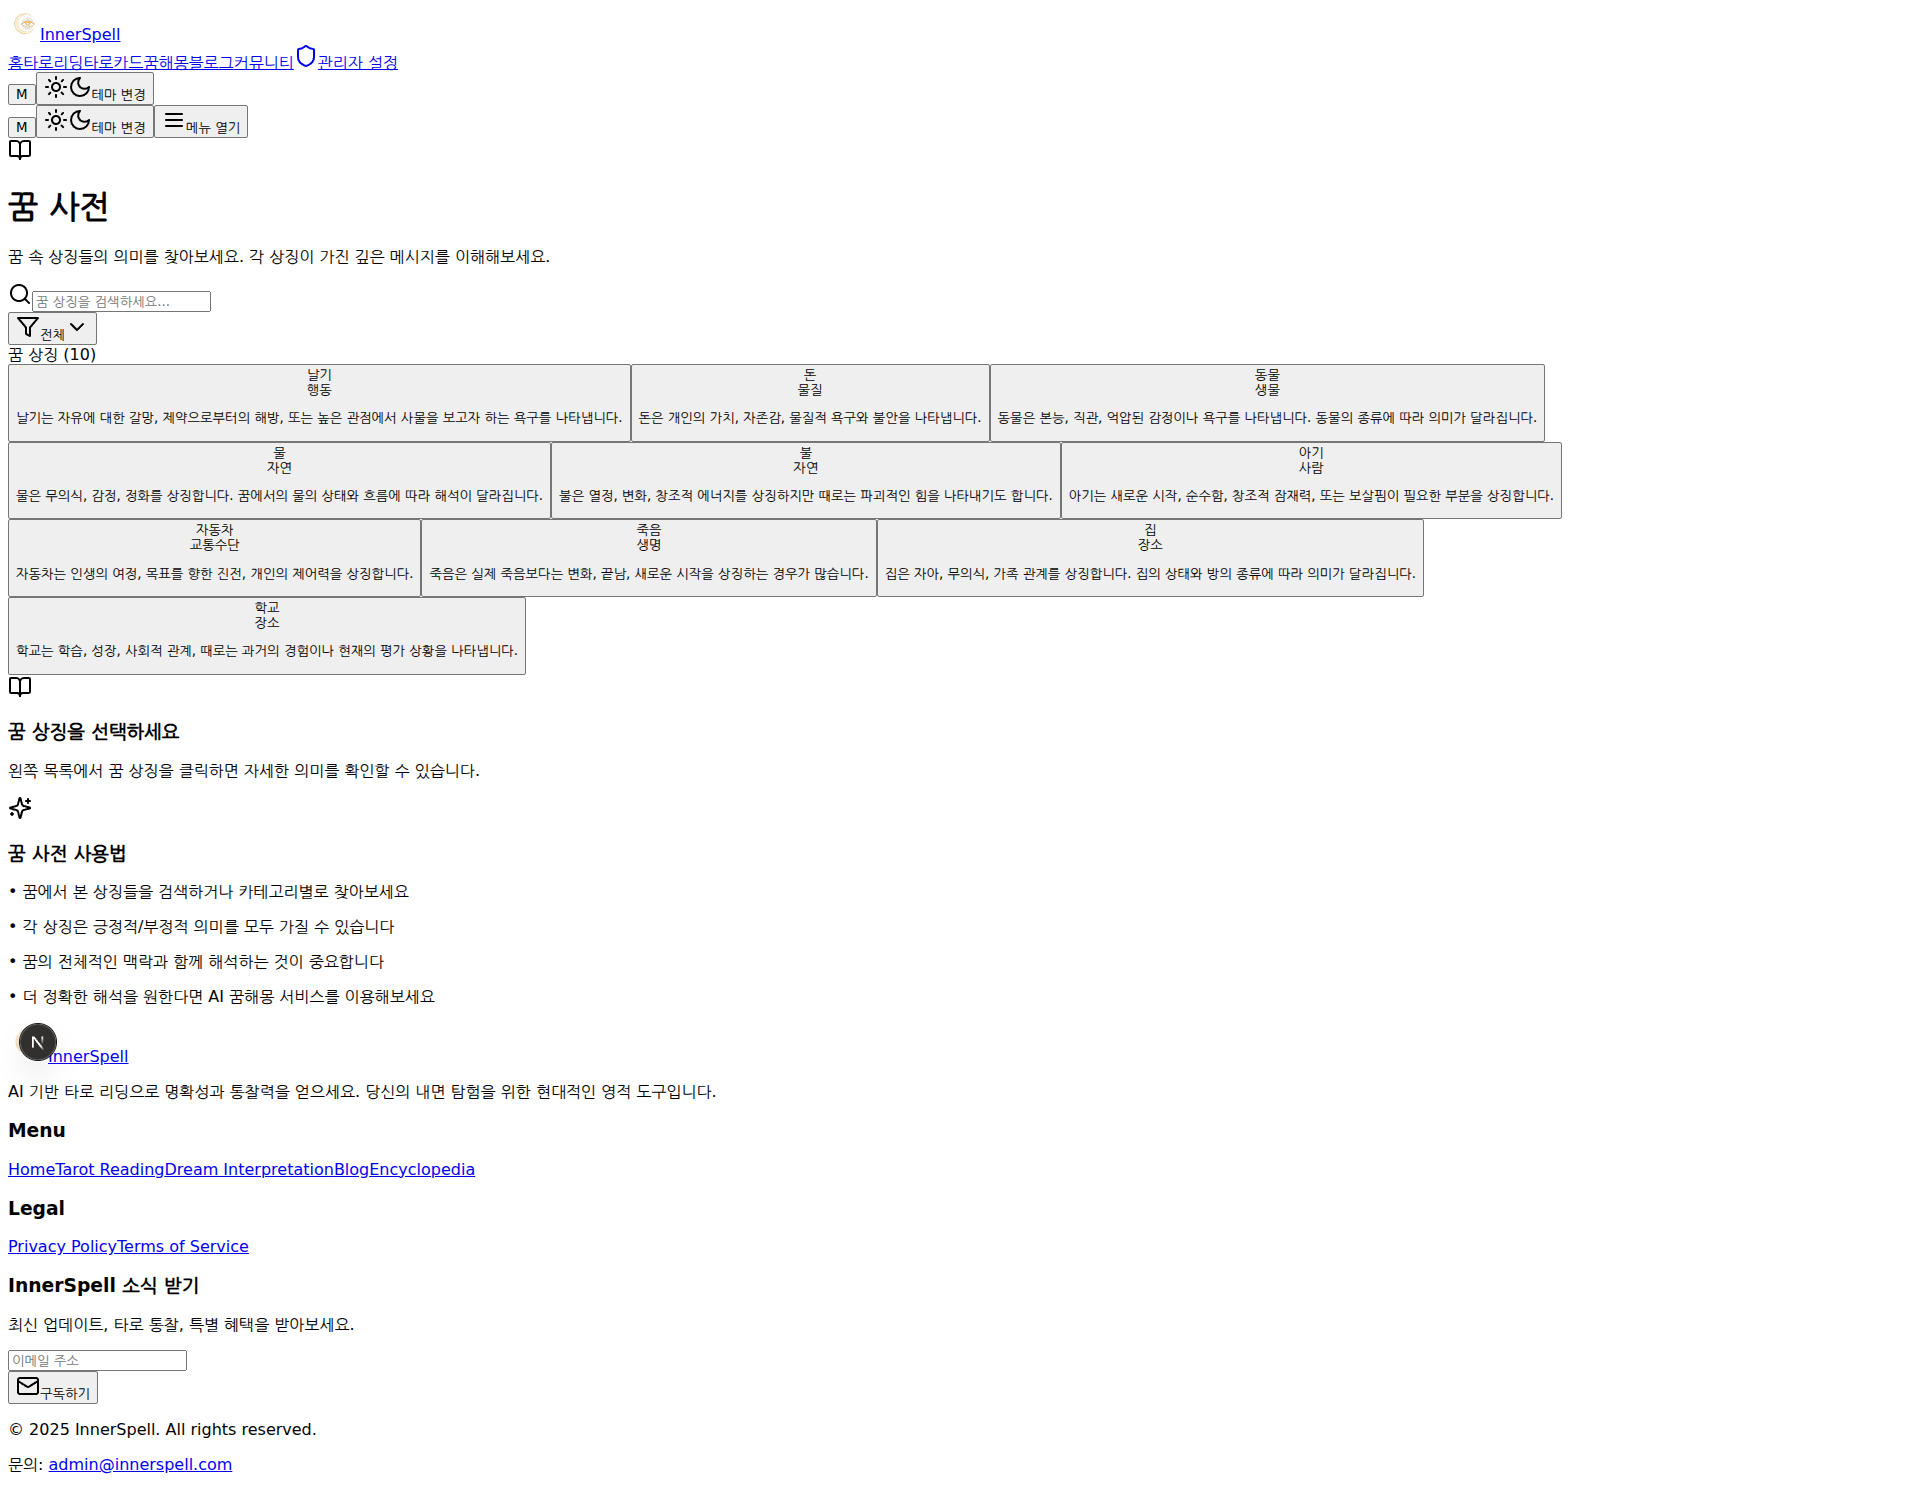 InnerSpell
홈타로리딩타로카드꿈해몽블로그커뮤니티관리자 설정
M 테마 변경
M 테마 변경 메뉴 열기
꿈 사전
꿈 속 상징들의 의미를 찾아보세요. 각 상징이 가진 깊은 메시지를 이해해보세요.
꿈 상징을 검색하세요...
전체
꿈 상징 (10)
날기
행동
날기는 자유에 대한 갈망, 제약으로부터의 해방, 또는 높은 관점에서 사물을 보고자 하는 욕구를 나타냅니다.
돈
물질
돈은 개인의 가치, 자존감, 물질적 욕구와 불안을 나타냅니다.
동물
생물
동물은 본능, 직관, 억압된 감정이나 욕구를 나타냅니다. 동물의 종류에 따라 의미가 달라집니다.
물
자연
물은 무의식, 감정, 정화를 상징합니다. 꿈에서의 물의 상태와 흐름에 따라 해석이 달라집니다.
불
자연
불은 열정, 변화, 창조적 에너지를 상징하지만 때로는 파괴적인 힘을 나타내기도 합니다.
아기
사람
아기는 새로운 시작, 순수함, 창조적 잠재력, 또는 보살핌이 필요한 부분을 상징합니다.
자동차
교통수단
자동차는 인생의 여정, 목표를 향한 진전, 개인의 제어력을 상징합니다.
죽음
생명
죽음은 실제 죽음보다는 변화, 끝남, 새로운 시작을 상징하는 경우가 많습니다.
집
장소
집은 자아, 무의식, 가족 관계를 상징합니다. 집의 상태와 방의 종류에 따라 의미가 달라집니다.
학교
장소
학교는 학습, 성장, 사회적 관계, 때로는 과거의 경험이나 현재의 평가 상황을 나타냅니다.
꿈 상징을 선택하세요
왼쪽 목록에서 꿈 상징을 클릭하면 자세한 의미를 확인할 수 있습니다.
꿈 사전 사용법
• 꿈에서 본 상징들을 검색하거나 카테고리별로 찾아보세요
• 각 상징은 긍정적/부정적 의미를 모두 가질 수 있습니다
• 꿈의 전체적인 맥락과 함께 해석하는 것이 중요합니다
• 더 정확한 해석을 원한다면 AI 꿈해몽 서비스를 이용해보세요
N InnerSpell
AI 기반 타로 리딩으로 명확성과 통찰력을 얻으세요. 당신의 내면 탐험을 위한 현대적인 영적 도구입니다.
Menu
HomeTarot ReadingDream InterpretationBlogEncyclopedia
Legal
Privacy PolicyTerms of Service
InnerSpell 소식 받기
최신 업데이트, 타로 통찰, 특별 혜택을 받아보세요.
이메일 주소
구독하기
© 2025 InnerSpell. All rights reserved.
문의: admin@innerspell.com